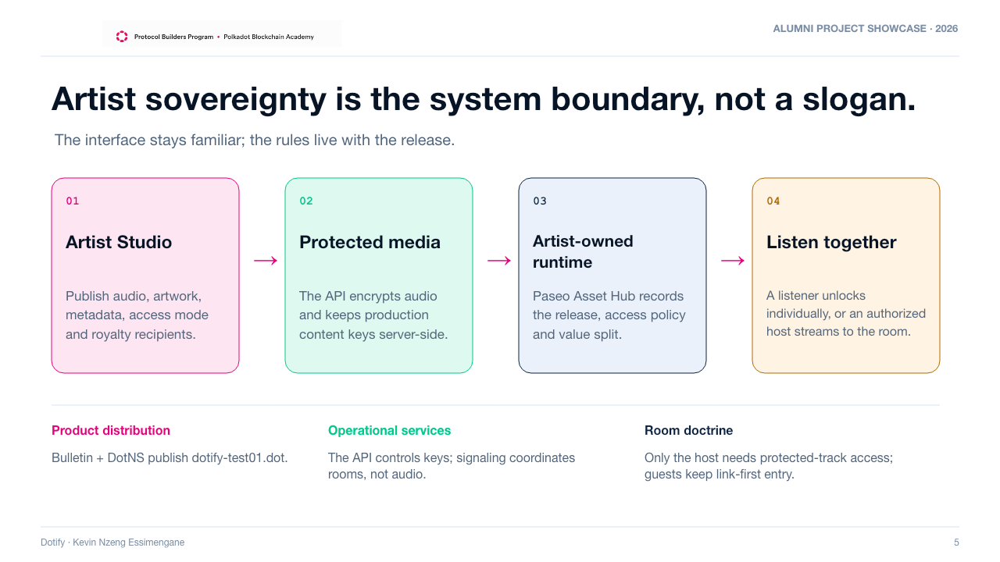 Protocol Builders Program • Polkadot Blockchain Academy
ALUMNI PROJECT SHOWCASE · 2026
Artist sovereignty is the system boundary, not a slogan.
The interface stays familiar; the rules live with the release.
01
Artist Studio
Publish audio, artwork,
metadata, access mode
and royalty recipients.
→
02
Protected media
The API encrypts audio
and keeps production
content keys server-side.
→
03
Artist-owned
runtime
Paseo Asset Hub records
the release, access policy
and value split.
→
04
Listen together
A listener unlocks
individually, or an authorized
host streams to the room.
Product distribution
Bulletin + DotNS publish dotify-test01.dot.
Operational services
The API controls keys; signaling coordinates
rooms, not audio.
Room doctrine
Only the host needs protected-track access;
guests keep link-first entry.
Dotify · Kevin Nzeng Essimengane
5